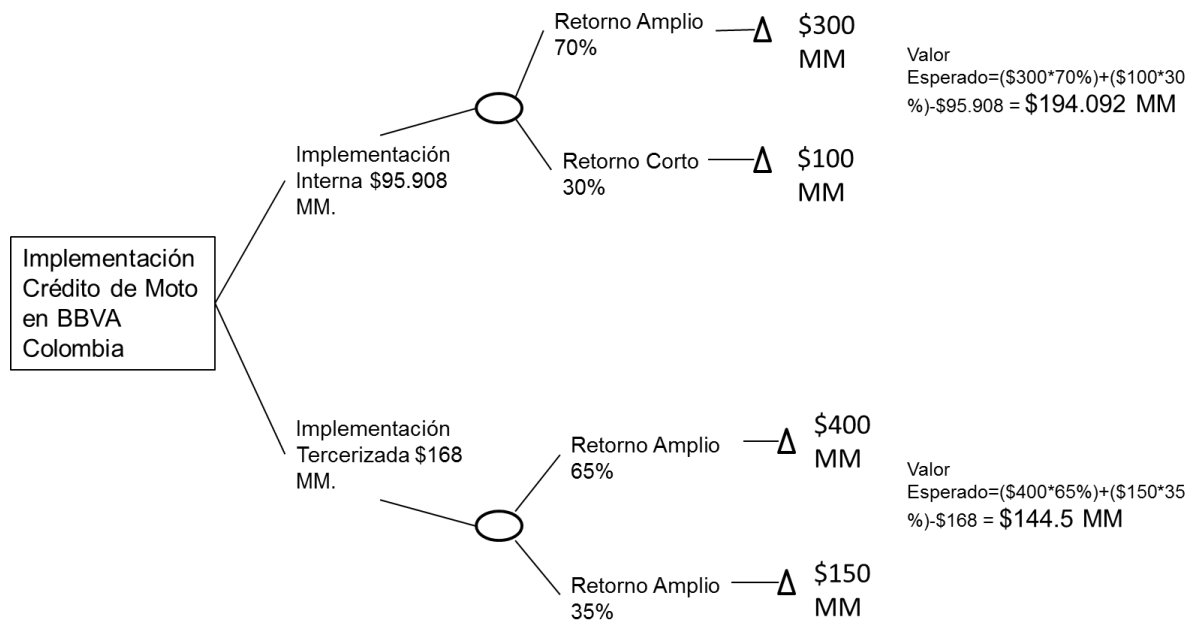 Retorno Amplio
70%
$300
MM
Valor
Esperado=($300*70%)+($100*30
%)-$95.908 = $194.092 MM
Implementación
Interna $95.908
MM.
Retorno Corto
30%
$100
MM
Implementación
Crédito de Moto
en BBVA
Colombia
Implementación
Tercerizada $168
MM.
Retorno Amplio
65%
$400
MM
Valor
Esperado=($400*65%)+($150*35
%)-$168 = $144.5 MM
Retorno Amplio
35%
$150
MM